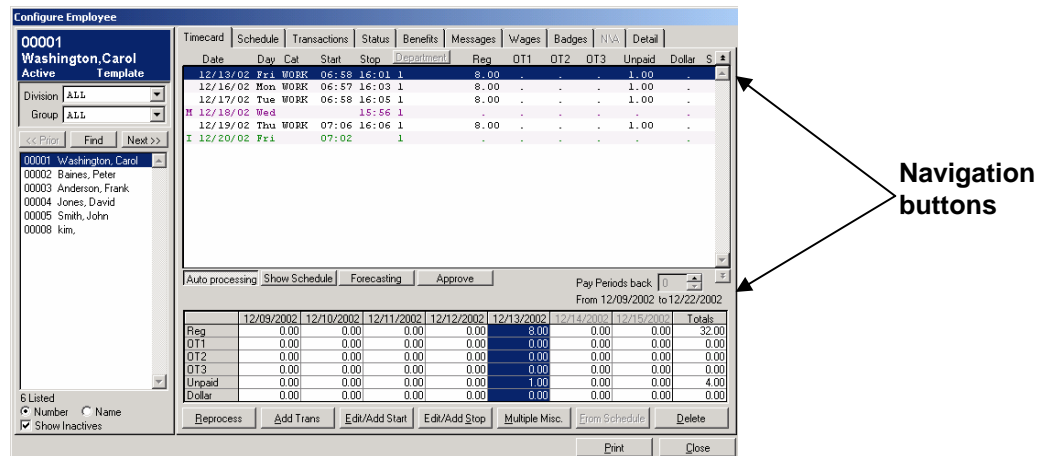 Configure Employee
00001
Washington,Carol
Active Template
Division ALL
Group ALL
<< Prior Find Next >>
00001 Washington, Carol
00002 Baines, Peter
00003 Anderson, Frank
00004 Jones, David
00005 Smith, John
00008 kim,
6 Listed
Number Name
Show Inactives
Timecard Schedule Transactions Status Benefits Messages Wages Badges N\A Detail
Date Day Cat Start Stop Department Reg OT1 OT2 OT3 Unpaid Dollar S
12/13/02 Fri WORK 06:58 16:01 1 8.00 . . . 1.00 .
12/16/02 Mon WORK 06:57 16:03 1 8.00 . . . 1.00 .
12/17/02 Tue WORK 06:58 16:05 1 8.00 . . . 1.00 .
M 12/18/02 Wed 15:56 1 . . . . . .
12/19/02 Thu WORK 07:06 16:06 1 8.00 . . . 1.00 .
I 12/20/02 Fri 07:02 1 . . . . . .
Auto processing Show Schedule Forecasting Approve
Pay Periods back 0
From 12/09/2002 to 12/22/2002
12/09/2002 12/10/2002 12/11/2002 12/12/2002 12/13/2002 12/14/2002 12/15/2002 Totals
Reg 0.00 0.00 0.00 0.00 8.00 0.00 0.00 32.00
OT1 0.00 0.00 0.00 0.00 0.00 0.00 0.00 0.00
OT2 0.00 0.00 0.00 0.00 0.00 0.00 0.00 0.00
OT3 0.00 0.00 0.00 0.00 0.00 0.00 0.00 0.00
Unpaid 0.00 0.00 0.00 0.00 1.00 0.00 0.00 4.00
Dollar 0.00 0.00 0.00 0.00 0.00 0.00 0.00 0.00
Reprocess Add Trans Edit/Add Start Edit/Add Stop Multiple Misc. From Schedule Delete
Print Close
Navigation
buttons